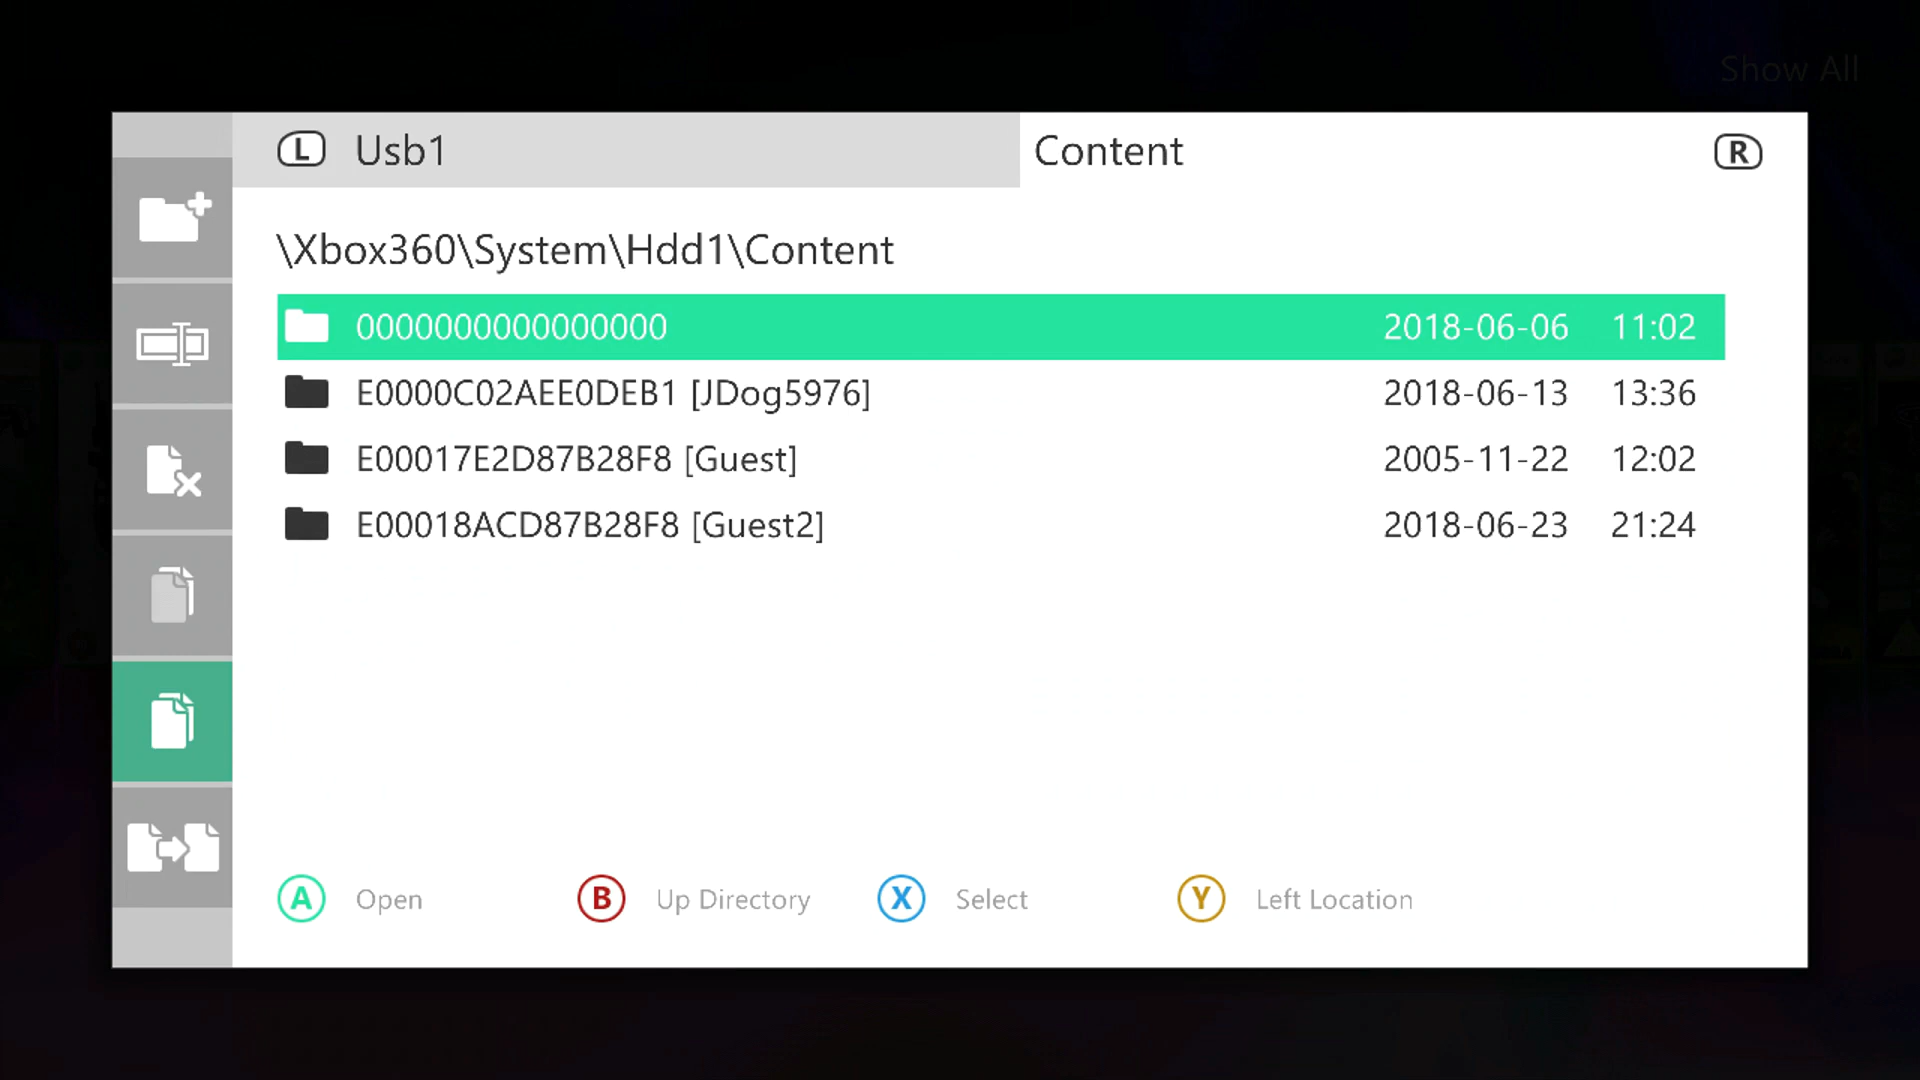 Show All
L Usb1 Content R
\Xbox360\System\Hdd1\Content
0000000000000000 2018-06-06 11:02
E0000C02AEE0DEB1 [JDog5976] 2018-06-13 13:36
E00017E2D87B28F8 [Guest] 2005-11-22 12:02
E00018ACD87B28F8 [Guest2] 2018-06-23 21:24
A Open B Up Directory X Select Y Left Location